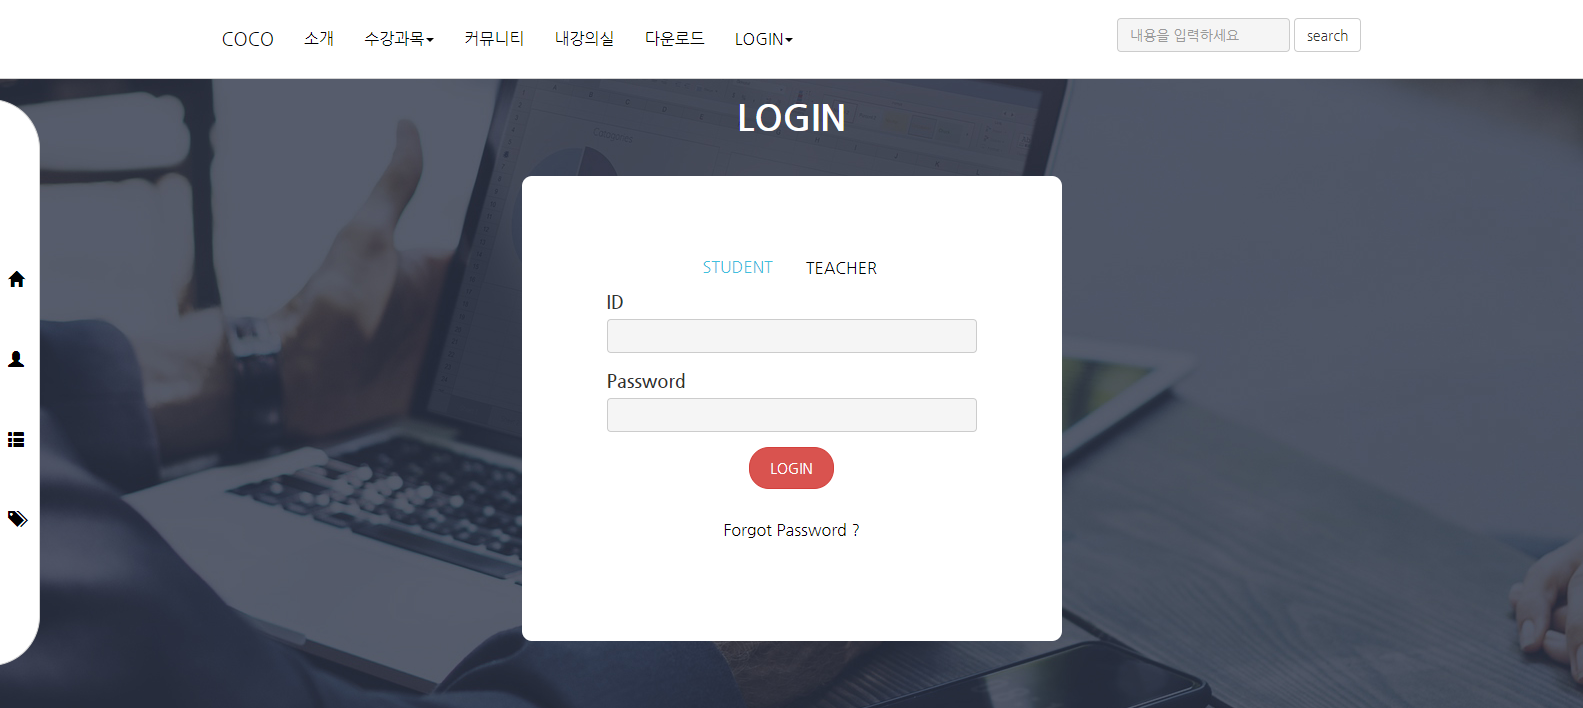 COCO 소개 수강과목 커뮤니티 내강의실 다운로드 LOGIN 내용을 입력하세요 search
LOGIN
Categories
STUDENT TEACHER
ID
Password
LOGIN
Forgot Password ?